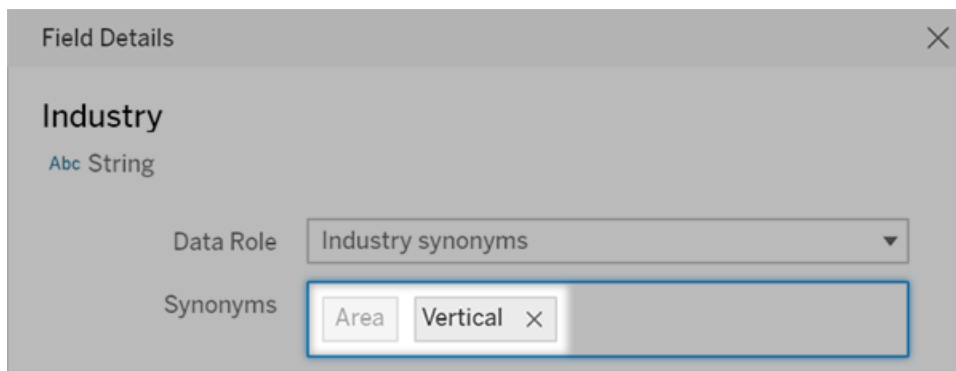 Field Details
Industry
Abc String
Data Role Industry synonyms
Synonyms Area Vertical